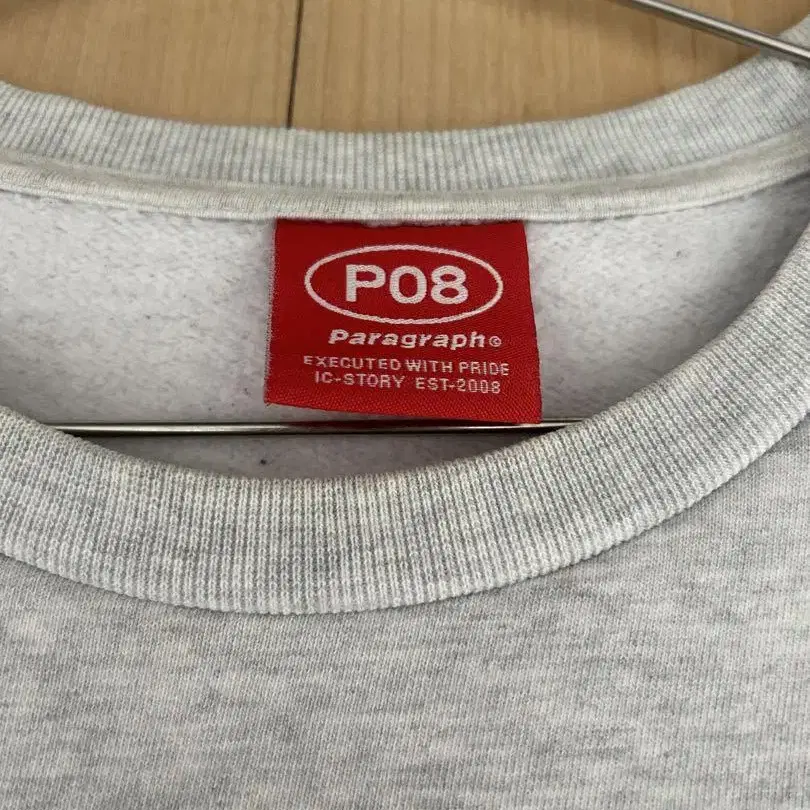 P08
Paragraph©
EXECUTED WITH PRIDE
IC-STORY EST-2008